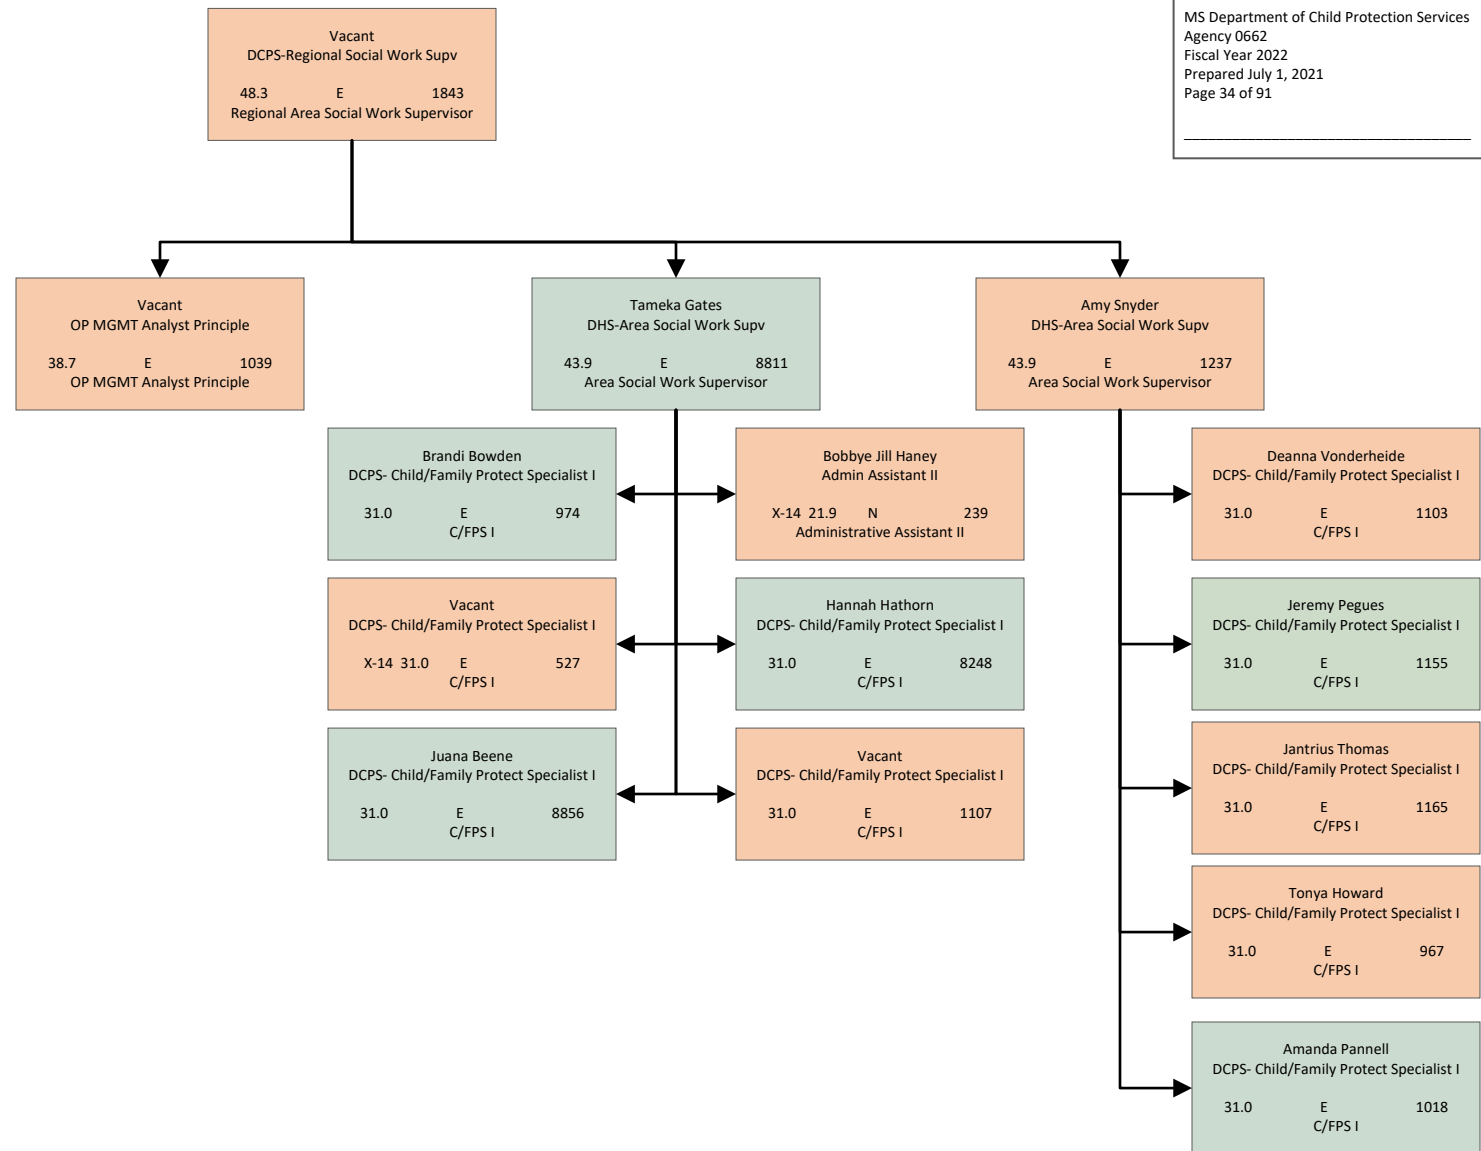 MS Department of Child Protection Services
Agency 0662
Fiscal Year 2022
Prepared July 1, 2021
Page 34 of 91
Vacant
DCPS-Regional Social Work Supv
48.3 E 1843
Regional Area Social Work Supervisor
Vacant
OP MGMT Analyst Principle
38.7 E 1039
OP MGMT Analyst Principle
Tameka Gates
DHS-Area Social Work Supv
43.9 E 8811
Area Social Work Supervisor
Amy Snyder
DHS-Area Social Work Supv
43.9 E 1237
Area Social Work Supervisor
Brandi Bowden
DCPS- Child/Family Protect Specialist I
31.0 E 974
C/FPS I
Bobbye Jill Haney
Admin Assistant II
X-14 21.9 N 239
Administrative Assistant II
Deanna Vonderheide
DCPS- Child/Family Protect Specialist I
31.0 E 1103
C/FPS I
Vacant
DCPS- Child/Family Protect Specialist I
X-14 31.0 E 527
C/FPS I
Hannah Hathorn
DCPS- Child/Family Protect Specialist I
31.0 E 8248
C/FPS I
Jeremy Pegues
DCPS- Child/Family Protect Specialist I
31.0 E 1155
C/FPS I
Juana Beene
DCPS- Child/Family Protect Specialist I
31.0 E 8856
C/FPS I
Vacant
DCPS- Child/Family Protect Specialist I
31.0 E 1107
C/FPS I
Jantrius Thomas
DCPS- Child/Family Protect Specialist I
31.0 E 1165
C/FPS I
Tonya Howard
DCPS- Child/Family Protect Specialist I
31.0 E 967
C/FPS I
Amanda Pannell
DCPS- Child/Family Protect Specialist I
31.0 E 1018
C/FPS I